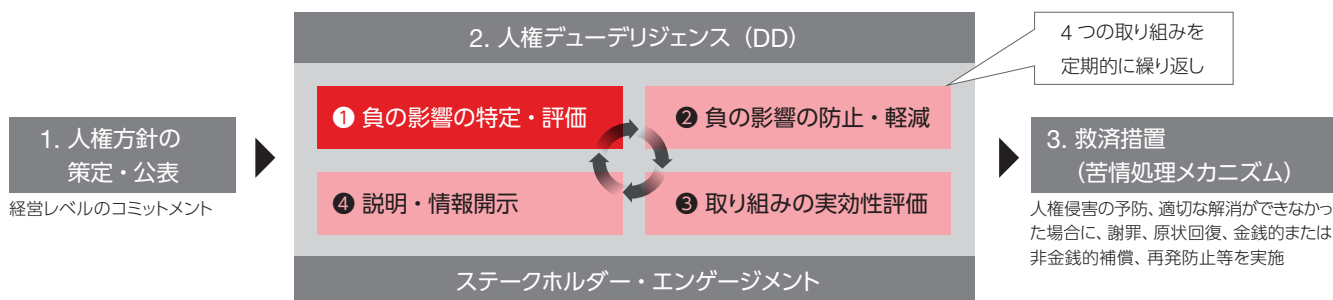 2. 人権デューデリジェンス（DD）
4つの取り組みを
定期的に繰り返し
❶ 負の影響の特定・評価
❷ 負の影響の防止・軽減
1. 人権方針の
策定・公表
経営レベルのコミットメント
3. 救済措置
（苦情処理メカニズム）
人権侵害の予防、適切な解消ができなかっ
た場合に、謝罪、原状回復、金銭的または
非金銭的補償、再発防止等を実施
❹ 説明・情報開示
❸ 取り組みの実効性評価
ステークホルダー・エンゲージメント